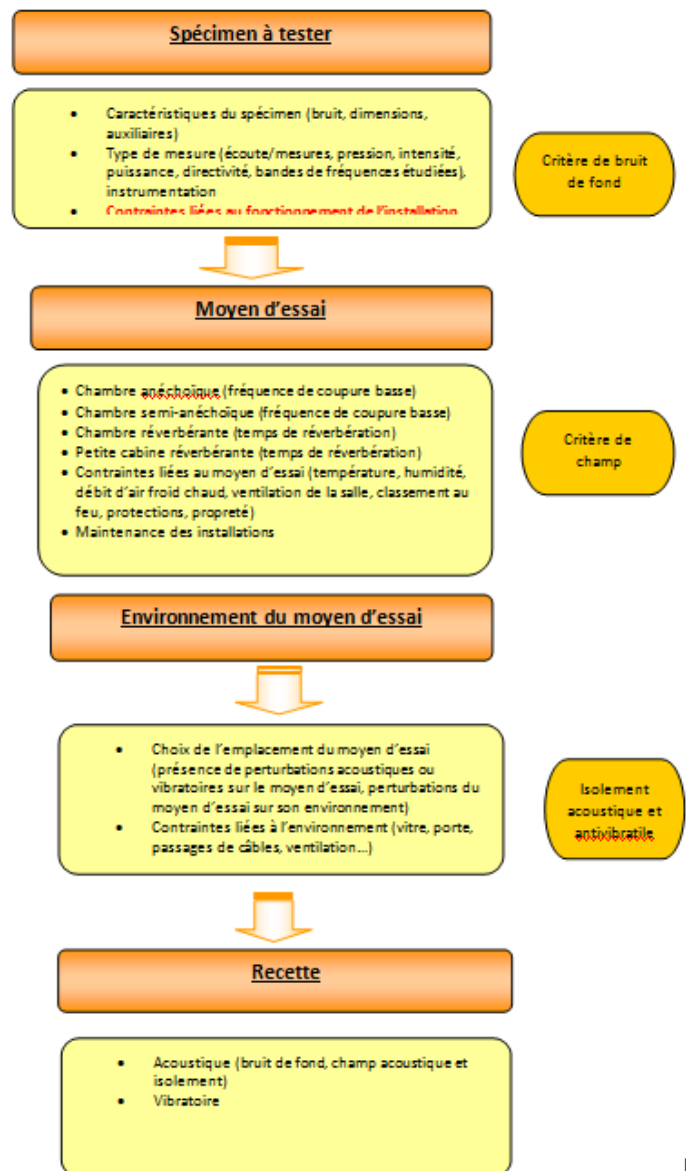 Spécimen à tester
• Caractéristiques du spécimen (bruit, dimensions,
auxiliaires)
• Type de mesure (écoute/mesures, pression, intensité,
puissance, directivité, bandes de fréquences étudiées),
instrumentation
• Contraintes liées au fonctionnement de l'installation
Critère de bruit
de fond
Moyen d'essai
• Chambre anéchoïque (fréquence de coupure basse)
• Chambre semi-anéchoïque (fréquence de coupure basse)
• Chambre réverbérante (temps de réverbération)
• Petite cabine réverbérante (temps de réverbération)
• Contraintes liées au moyen d'essai (température, humidité,
débit d'air froid chaud, ventilation de la salle, classement au
feu, protections, propreté)
• Maintenance des installations
Critère de
champ
Environnement du moyen d'essai
• Choix de l'emplacement du moyen d'essai
(présence de perturbations acoustiques ou
vibratoires sur le moyen d'essai, perturbations du
moyen d'essai sur son environnement)
• Contraintes liées à l'environnement (vitre, porte,
passages de câbles, ventilation...)
Isolement
acoustique et
antivibratile
Recette
• Acoustique (bruit de fond, champ acoustique et
isolement)
• Vibratoire